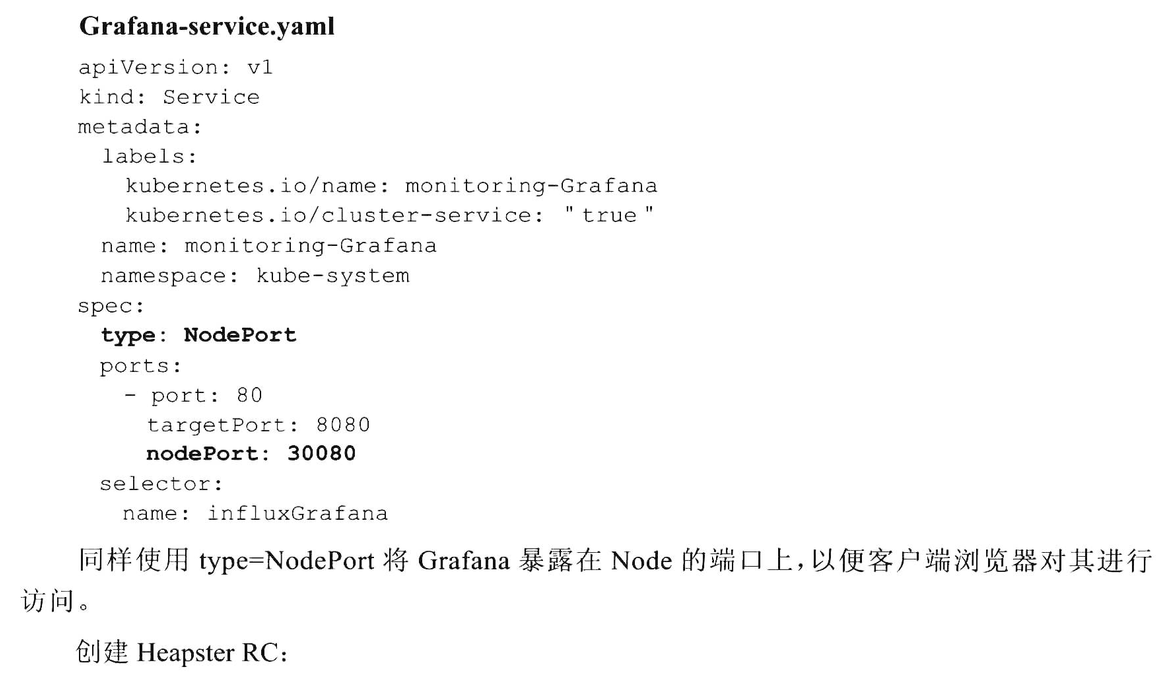 Grafana-service.yaml
apiVersion: v1
kind: Service
metadata:
  labels:
    kubernetes.io/name: monitoring-Grafana
    kubernetes.io/cluster-service: "true"
  name: monitoring-Grafana
  namespace: kube-system
spec:
  type: NodePort
  ports:
    - port: 80
      targetPort: 8080
      nodePort: 30080
  selector:
    name: influxGrafana
同样使用 type=NodePort 将 Grafana 暴露在 Node 的端口上,以便客户端浏览器对其进行
访问。
创建 Heapster RC: